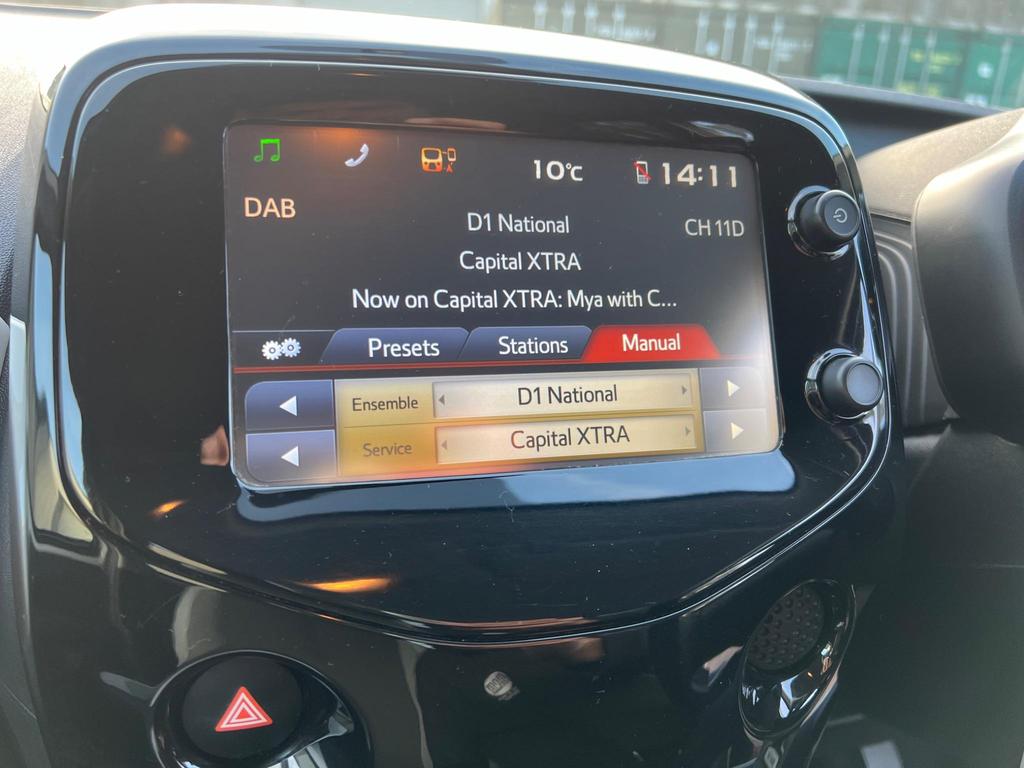 10°C
14:11
DAB
D1 National
CH 11D
Capital XTRA
Now on Capital XTRA: Mya with C...
Presets
Stations
Manual
Ensemble
D1 National
Service
Capital XTRA